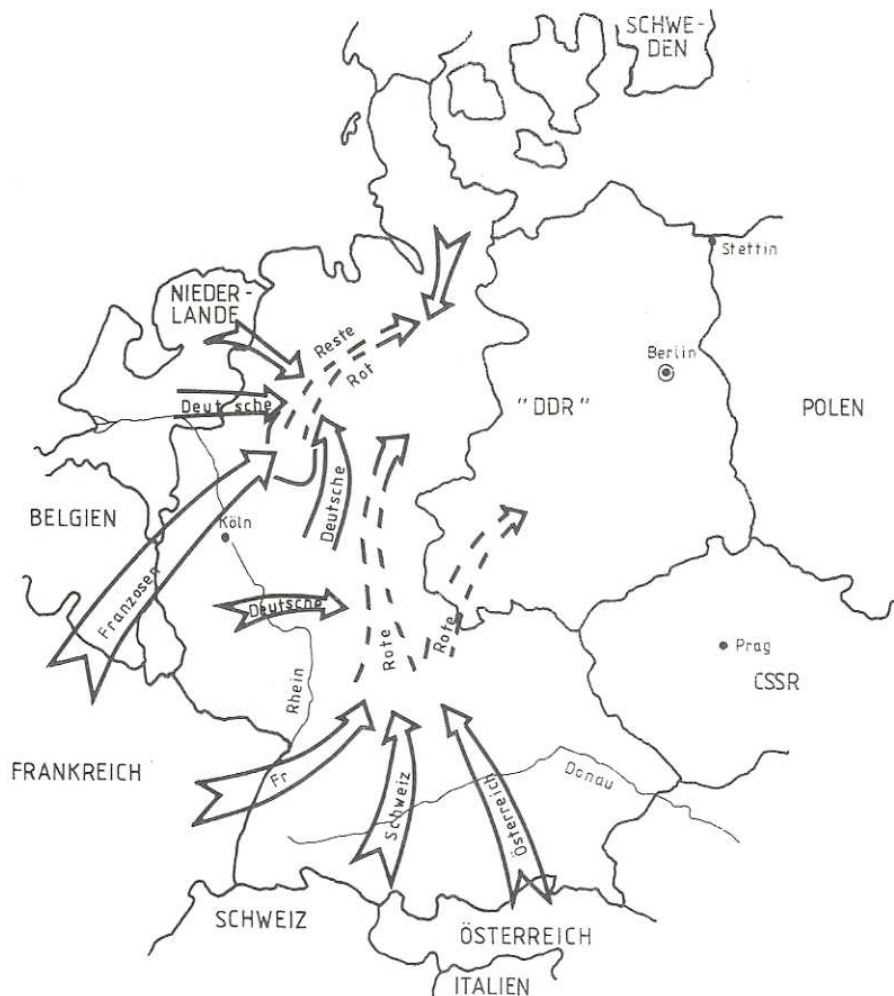 SCHWE-
DEN
Stettin
NIEDER-
LANDE
Reste
Rot
Berlin
Deutsche
"DDR"
POLEN
BELGIEN
Köln
Deutsche
Franzosen
Deutsche
Rote
Rote
Prag
CSSR
Rhein
FRANKREICH
Fr
Schweiz
Österreich
Donau
SCHWEIZ
ÖSTERREICH
ITALIEN